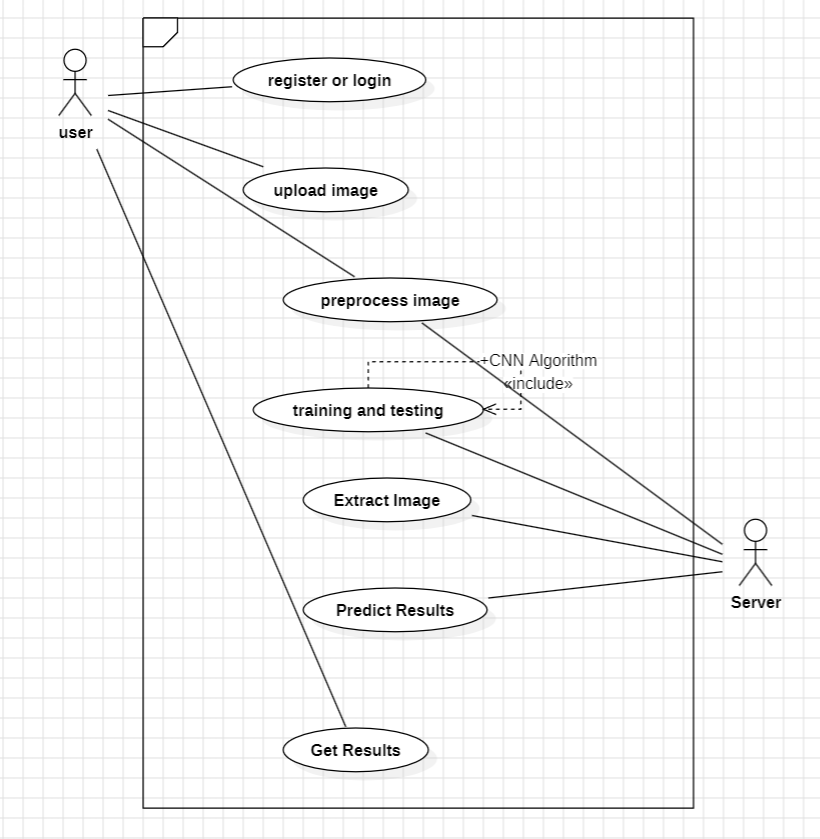 register or login
user
upload image
preprocess image
+CNN Algorithm
«include»
training and testing
Extract Image
Server
Predict Results
Get Results